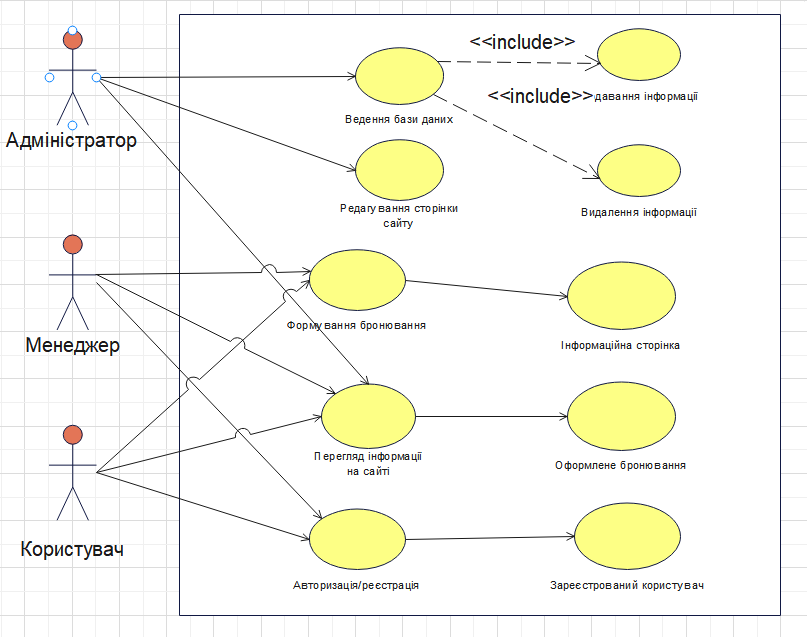 <<include>>
<<include>>
давання інформації
Ведення бази даних
Адміністратор
Редагування сторінки
сайту
Видалення інформації
Формування бронювання
Менеджер
Інформаційна сторінка
Перегляд інформації
на сайті
Оформлене бронювання
Користувач
Авторизація/реєстрація
Зареєстрований користувач